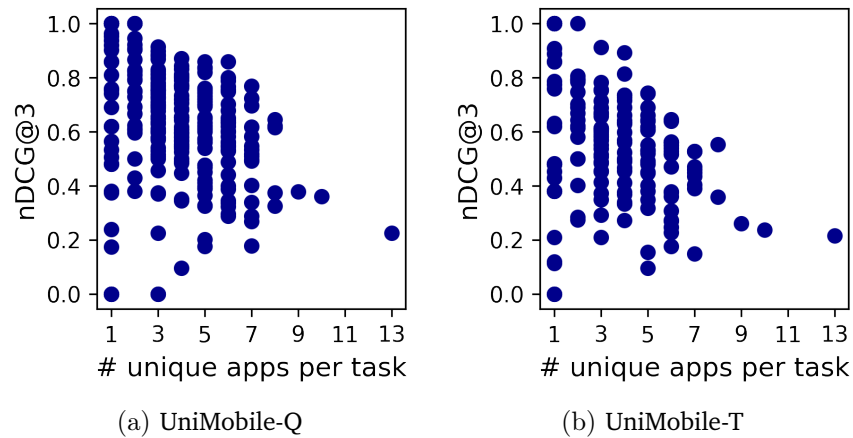 1.0
0.8
0.6
0.4
0.2
0.0
nDCG@3
1 3 5 7 9 11 13
# unique apps per task
(a) UniMobile-Q
1.0
0.8
0.6
0.4
0.2
0.0
nDCG@3
1 3 5 7 9 11 13
# unique apps per task
(b) UniMobile-T